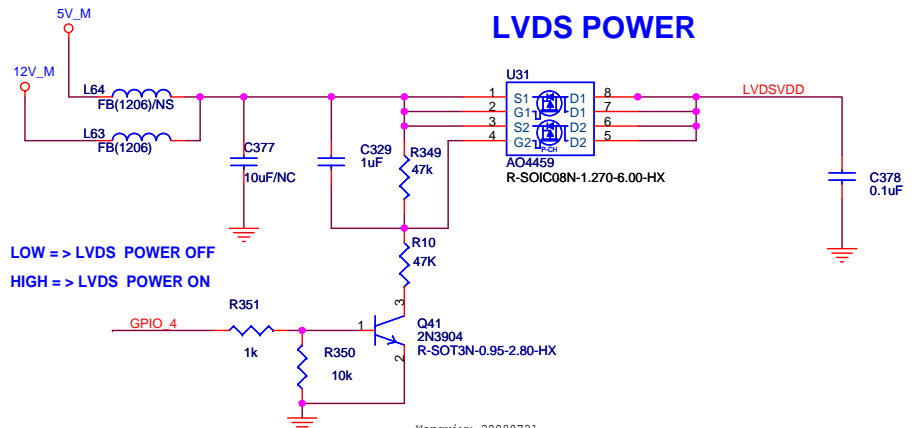 LVDS POWER
5V_M
12V_M
L64
FB(1206)/NS
L63
FB(1206)
C377
10uF/NC
C329
1uF
R349
47k
U31
1
2
3
4
S1
G1
S2
G2
D1
D1
D2
D2
P-CH
8
7
6
5
AO4459
R-SOIC08N-1.270-6.00-HX
LVDSVDD
C378
0.1uF
R10
47K
LOW = > LVDS POWER OFF
HIGH = > LVDS POWER ON
GPIO_4
R351
1k
R350
10k
1
3
2
Q41
2N3904
R-SOT3N-0.95-2.80-HX